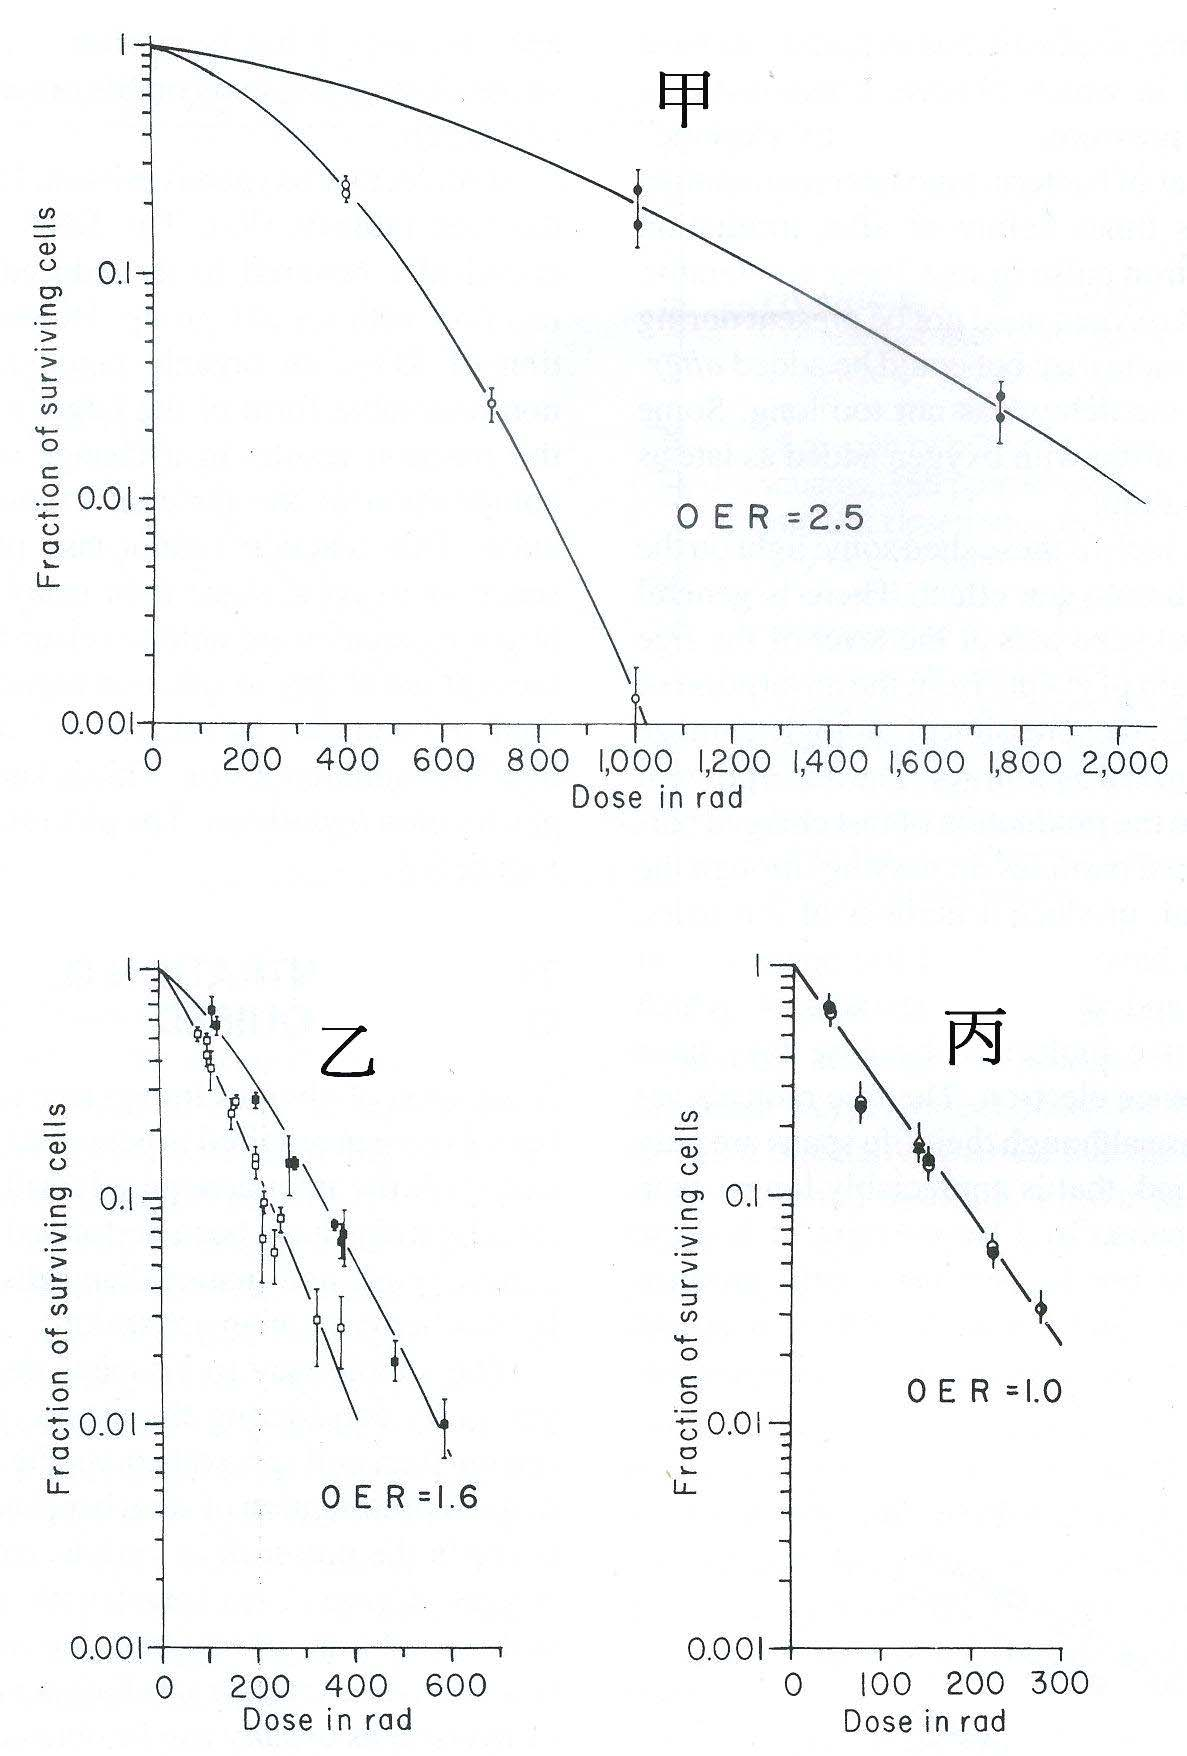 甲
Fraction of surviving cells
1
0.1
0.01
0.001
OER=2.5
0 200 400 600 800 1,000 1,200 1,400 1,600 1,800 2,000
Dose in rad
乙
Fraction of surviving cells
1
0.1
0.01
0.001
OER=1.6
0 200 400 600
Dose in rad
丙
Fraction of surviving cells
1
0.1
0.01
0.001
OER=1.0
0 100 200 300
Dose in rad